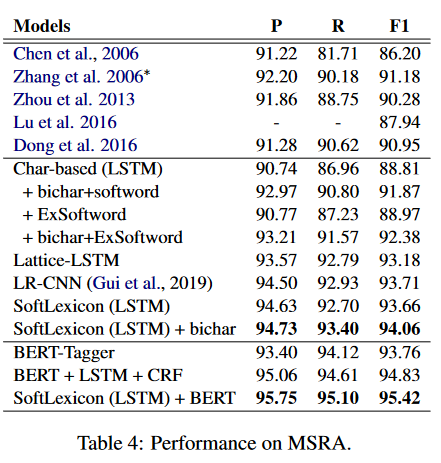 Models P R F1
Chen et al., 2006 91.22 81.71 86.20
Zhang et al. 2006* 92.20 90.18 91.18
Zhou et al. 2013 91.86 88.75 90.28
Lu et al. 2016 - - 87.94
Dong et al. 2016 91.28 90.62 90.95
Char-based (LSTM) 90.74 86.96 88.81
+ bichar+softword 92.97 90.80 91.87
+ ExSoftword 90.77 87.23 88.97
+ bichar+ExSoftword 93.21 91.57 92.38
Lattice-LSTM 93.57 92.79 93.18
LR-CNN (Gui et al., 2019) 94.50 92.93 93.71
SoftLexicon (LSTM) 94.63 92.70 93.66
SoftLexicon (LSTM) + bichar 94.73 93.40 94.06
BERT-Tagger 93.40 94.12 93.76
BERT + LSTM + CRF 95.06 94.61 94.83
SoftLexicon (LSTM) + BERT 95.75 95.10 95.42
Table 4: Performance on MSRA.